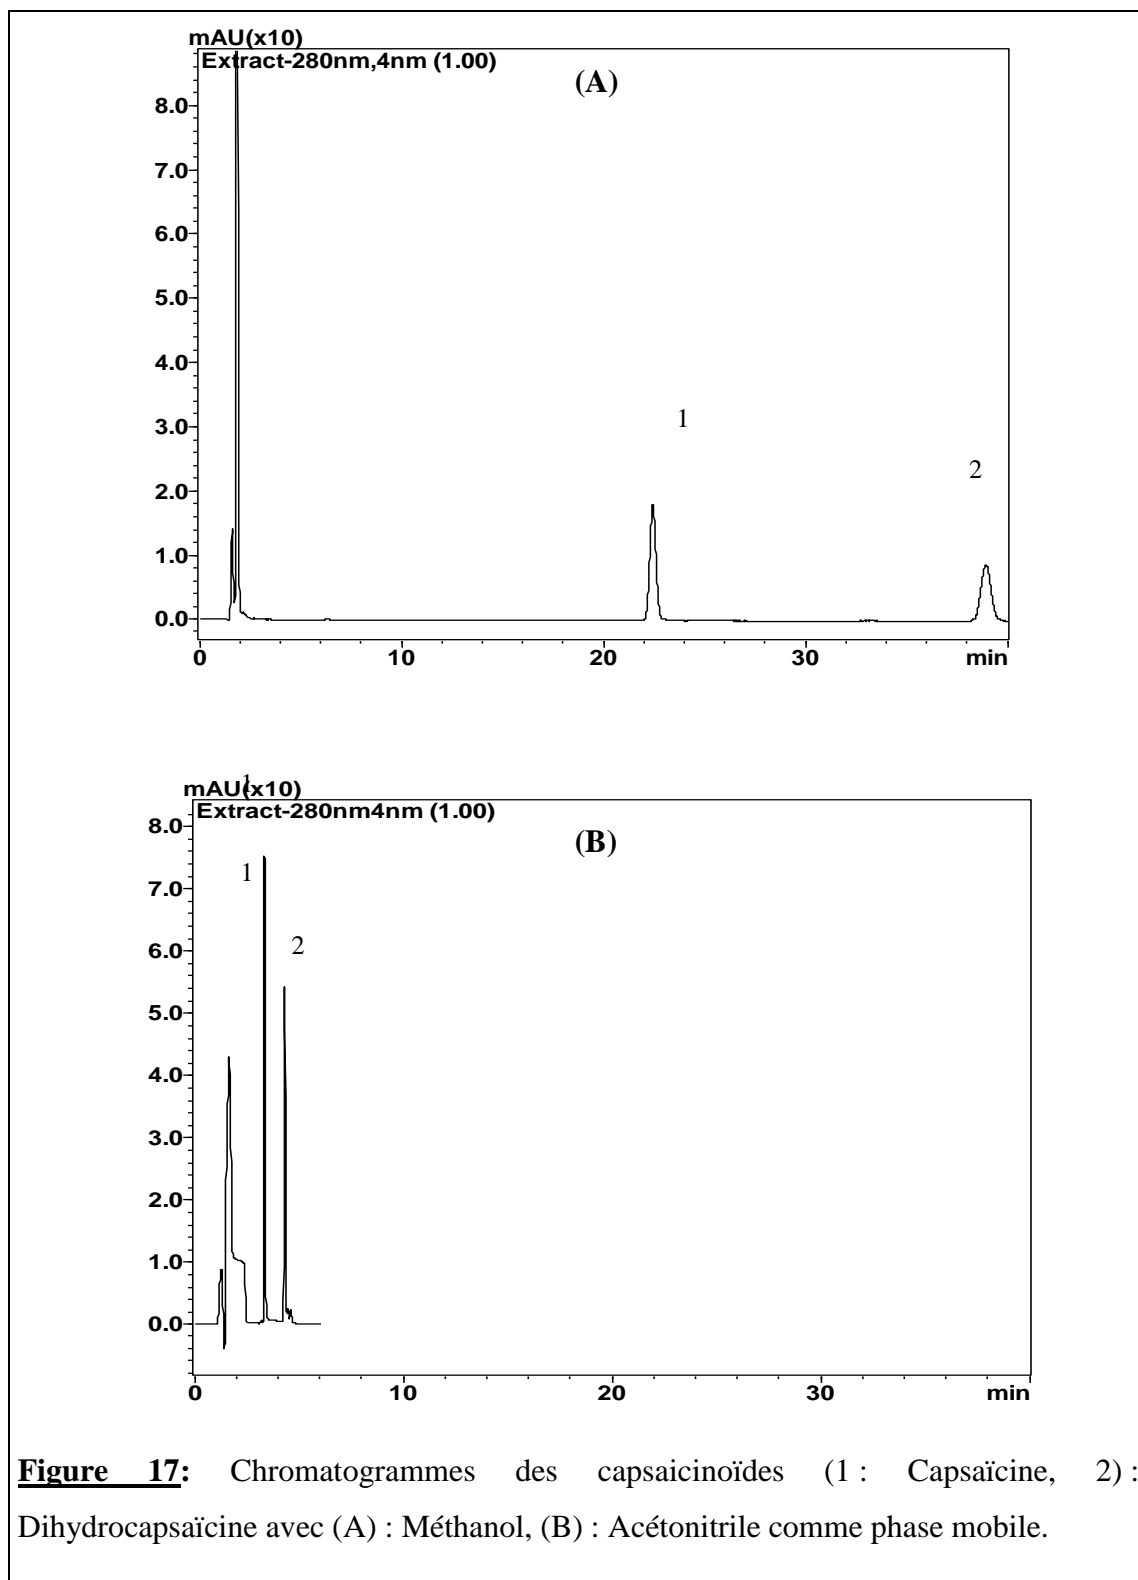 mAU(x10)
Extract-280nm,4nm (1.00)
(A)
8.0
7.0
6.0
5.0
4.0
3.0
2.0
1.0
0.0
1
2
0 10 20 30 min
1
mAU(x10)
Extract-280nm4nm (1.00)
(B)
8.0
7.0
6.0
5.0
4.0
3.0
2.0
1.0
0.0
1
2
0 10 20 30 min
Figure 17: Chromatogrammes des capsaicinoïdes (1 : Capsaïcine, 2) :
Dihydrocapsaïcine avec (A) : Méthanol, (B) : Acétonitrile comme phase mobile.